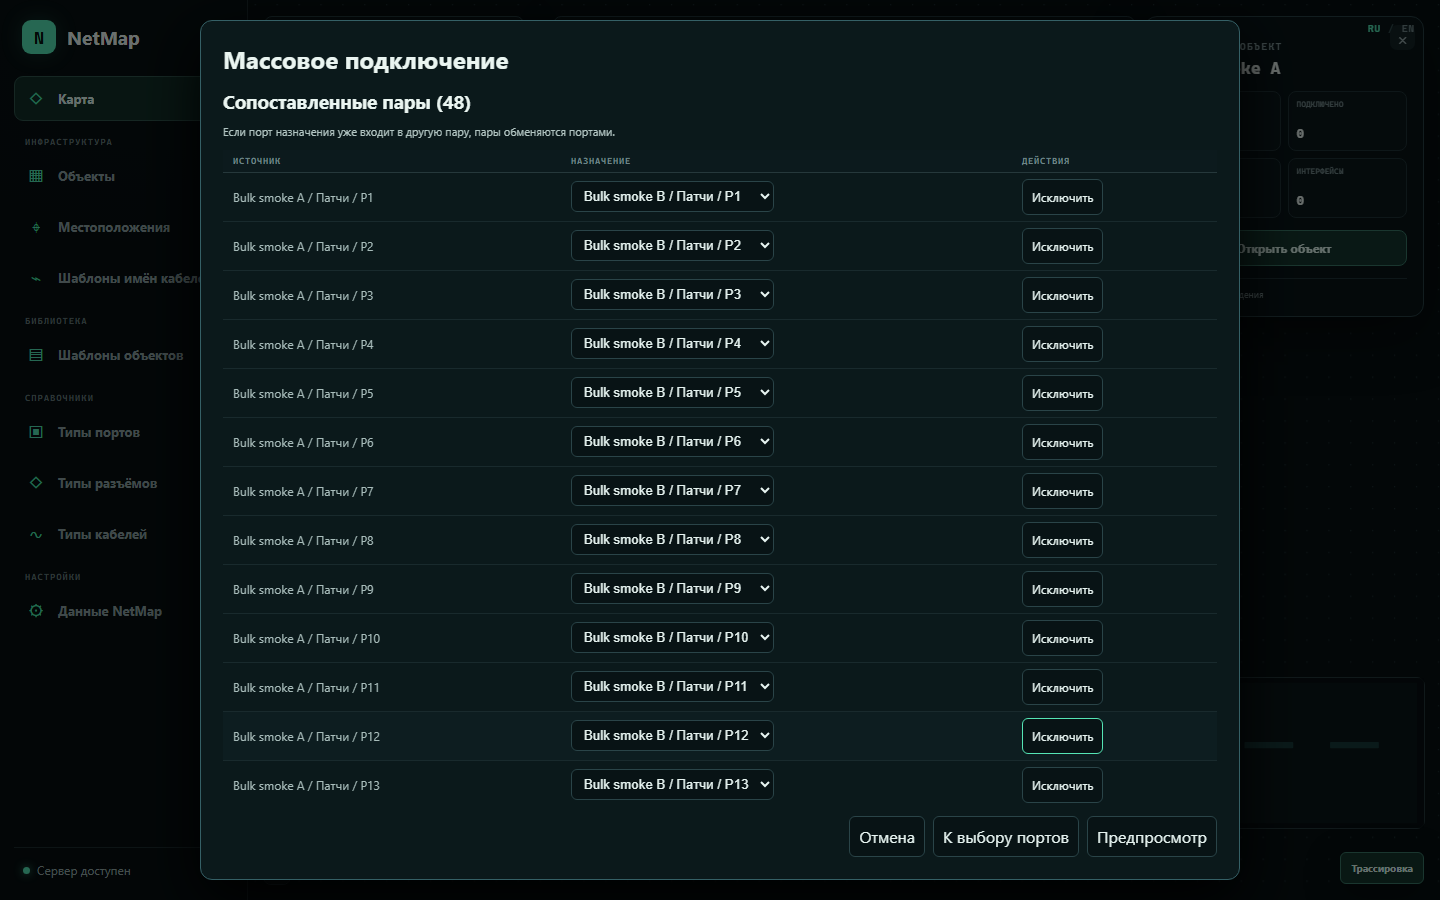 N NetMap
Карта
ИНФРАСТРУКТУРА
Объекты
Местоположения
Шаблоны имён кабел
БИБЛИОТЕКА
Шаблоны объектов
СПРАВОЧНИКИ
Типы портов
Типы разъёмов
Типы кабелей
НАСТРОЙКИ
Данные NetMap
Сервер доступен
Массовое подключение
Сопоставленные пары (48)
Если порт назначения уже входит в другую пару, пары обменяются портами.
ИСТОЧНИК НАЗНАЧЕНИЕ ДЕЙСТВИЯ
Bulk smoke A / Патчи / P1 Bulk smoke B / Патчи / P1 Исключить
Bulk smoke A / Патчи / P2 Bulk smoke B / Патчи / P2 Исключить
Bulk smoke A / Патчи / P3 Bulk smoke B / Патчи / P3 Исключить
Bulk smoke A / Патчи / P4 Bulk smoke B / Патчи / P4 Исключить
Bulk smoke A / Патчи / P5 Bulk smoke B / Патчи / P5 Исключить
Bulk smoke A / Патчи / P6 Bulk smoke B / Патчи / P6 Исключить
Bulk smoke A / Патчи / P7 Bulk smoke B / Патчи / P7 Исключить
Bulk smoke A / Патчи / P8 Bulk smoke B / Патчи / P8 Исключить
Bulk smoke A / Патчи / P9 Bulk smoke B / Патчи / P9 Исключить
Bulk smoke A / Патчи / P10 Bulk smoke B / Патчи / P10 Исключить
Bulk smoke A / Патчи / P11 Bulk smoke B / Патчи / P11 Исключить
Bulk smoke A / Патчи / P12 Bulk smoke B / Патчи / P12 Исключить
Bulk smoke A / Патчи / P13 Bulk smoke B / Патчи / P13 Исключить
Отмена К выбору портов Предпросмотр
RU / EN
ОБЪЕКТ
ke A
ПОДКЛЮЧЕНО
0
ИНТЕРФЕЙСЫ
0
Открыть объект
Трассировка